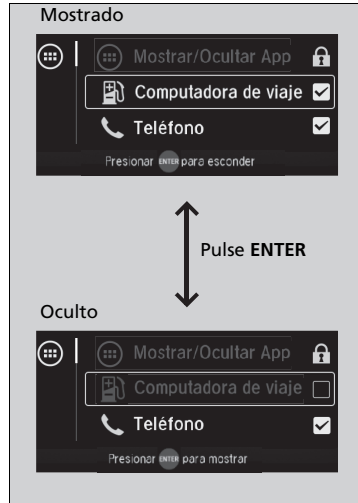 Mostrado
Mostrar/Ocultar App
Computadora de viaje
Teléfono
Presionar ENTER para esconder
Pulse ENTER
Oculto
Mostrar/Ocultar App
Computadora de viaje
Teléfono
Presionar ENTER para mostrar